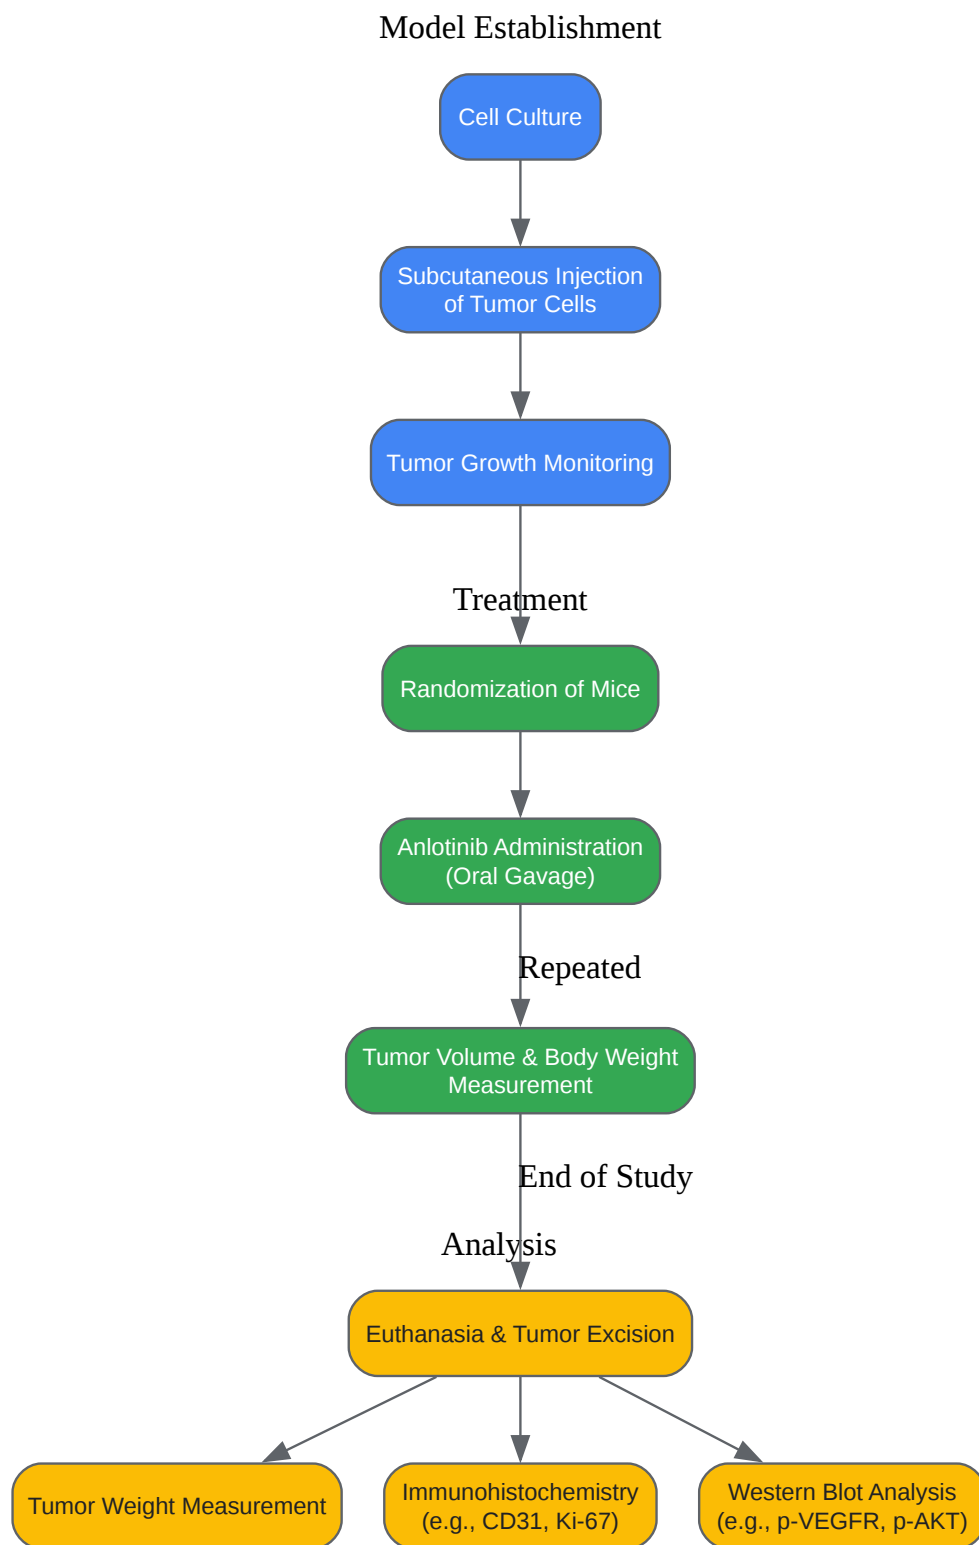 Model Establishment
Cell Culture
Subcutaneous Injection
of Tumor Cells
Tumor Growth Monitoring
Treatment
Randomization of Mice
Anlotinib Administration
(Oral Gavage)
Repeated
Tumor Volume & Body Weight
Measurement
End of Study
Analysis
Euthanasia & Tumor Excision
Tumor Weight Measurement
Immunohistochemistry
(e.g., CD31, Ki-67)
Western Blot Analysis
(e.g., p-VEGFR, p-AKT)